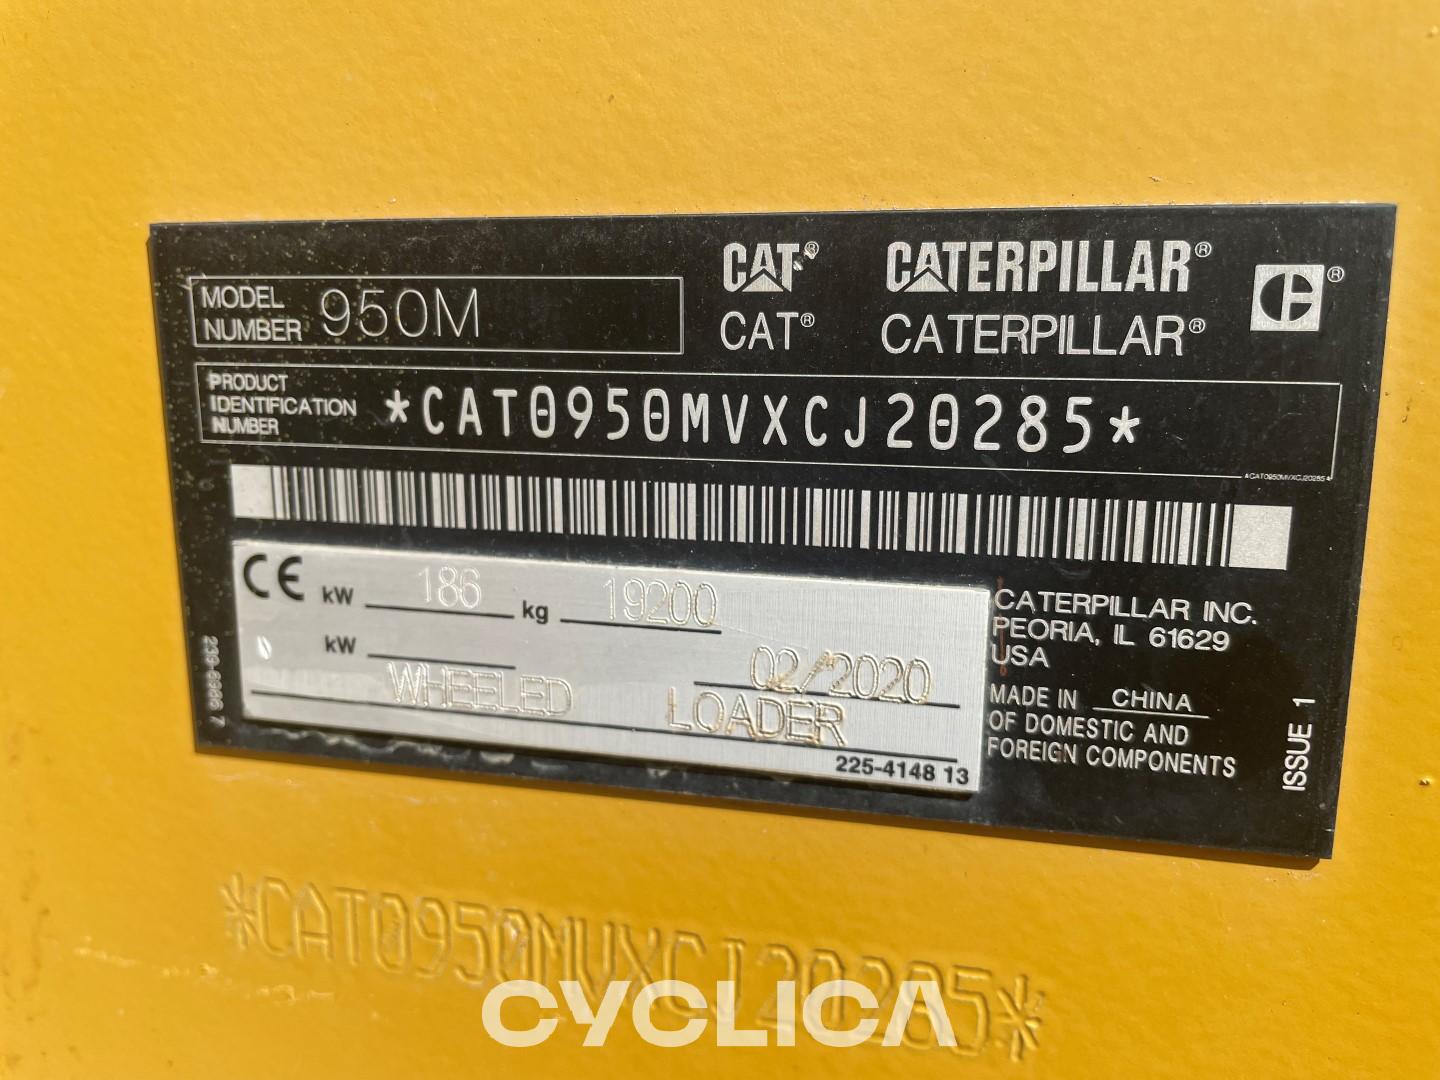 MODEL NUMBER 950M
CAT® CATERPILLAR®
CAT® CATERPILLAR®
PRODUCT IDENTIFICATION NUMBER *CAT0950MVXCJ20285*
*CAT0950MVXCJ20285*
CE kW 186 kg 19200
kW
02/2020
WHEELED LOADER
225-4148 13
CATERPILLAR INC.
PEORIA, IL 61629
USA
MADE IN CHINA
OF DOMESTIC AND
FOREIGN COMPONENTS
ISSUE 1
*CAT0950MVXCJ20285*
CYCLICA